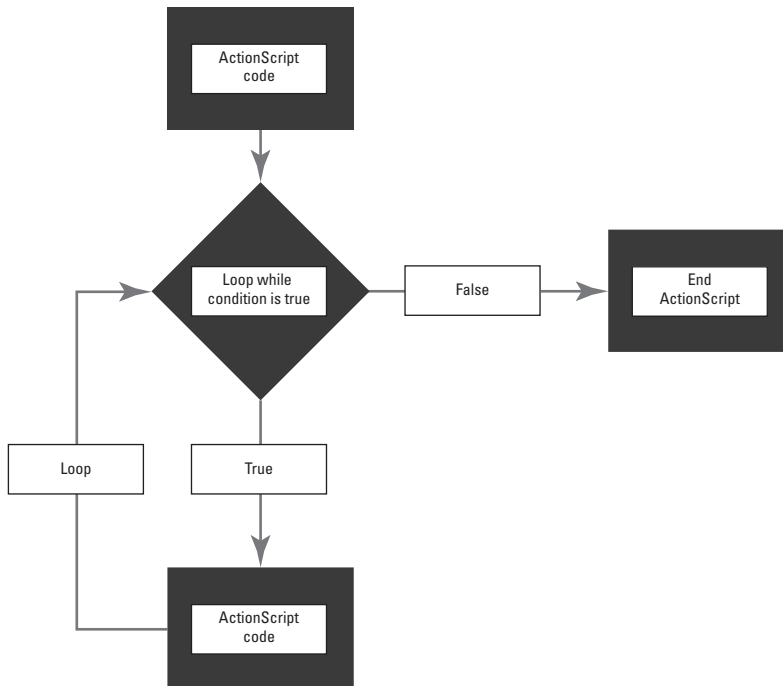 ActionScript
code
Loop while
condition is true
False
End
ActionScript
Loop
True
ActionScript
code